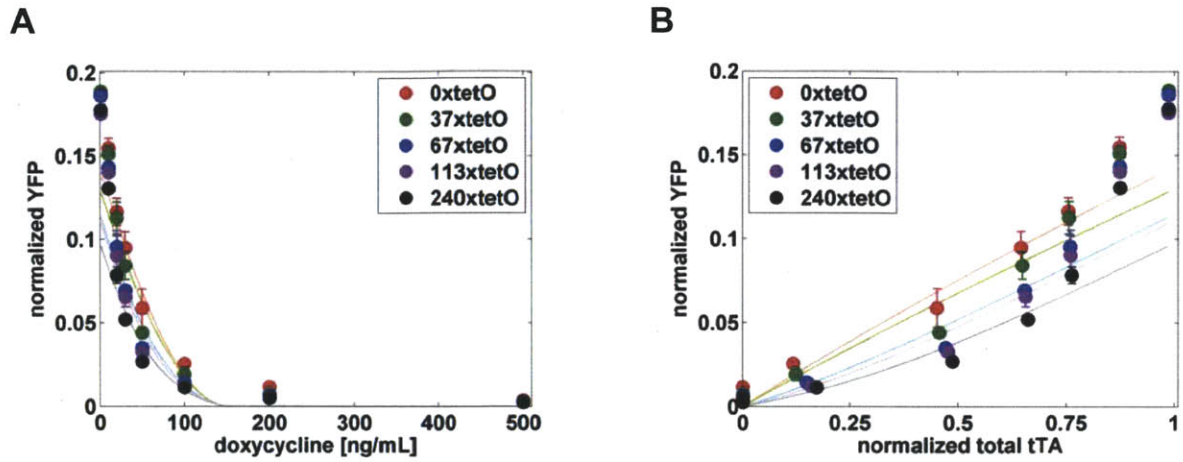 A
normalized YFP
0.2
0.15
0.1
0.05
0
0xtetO
37xtetO
67xtetO
113xtetO
240xtetO
0 100 200 300 400 500
doxycycline [ng/mL]
B
normalized YFP
0.2
0.15
0.1
0.05
0
0xtetO
37xtetO
67xtetO
113xtetO
240xtetO
0 0.25 0.5 0.75 1
normalized total tTA